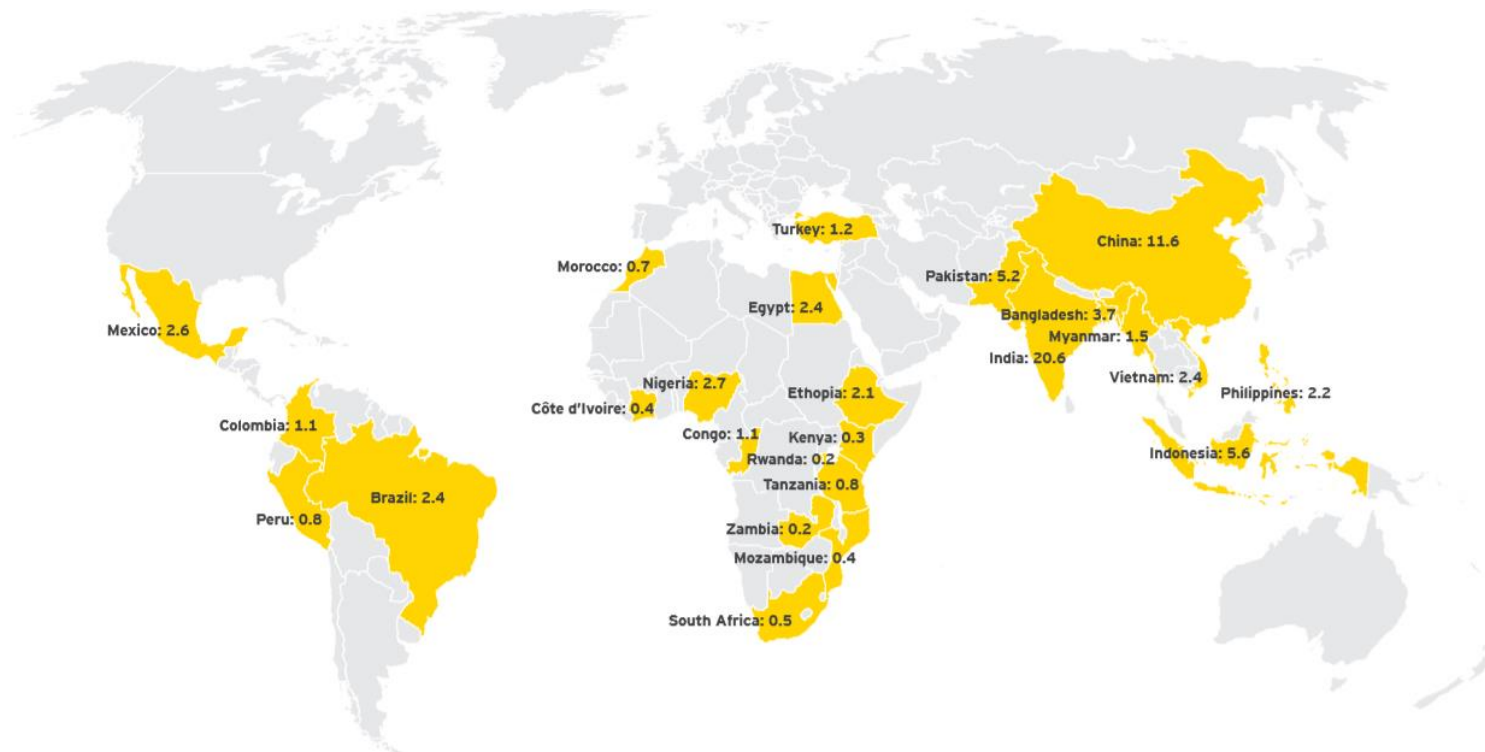 Turkey: 1.2
China: 11.6
Morocco: 0.7
Pakistan: 5.2
Egypt: 2.4
Bangladesh: 3.7
Mexico: 2.6
Myanmar: 1.5
India: 20.6
Vietnam: 2.4
Nigeria: 2.7
Ethopia: 2.1
Philippines: 2.2
Côte d'Ivoire: 0.4
Colombia: 1.1
Congo: 1.1
Kenya: 0.3
Indonesia: 5.6
Rwanda: 0.2
Tanzania: 0.8
Brazil: 2.4
Peru: 0.8
Zambia: 0.2
Mozambique: 0.4
South Africa: 0.5